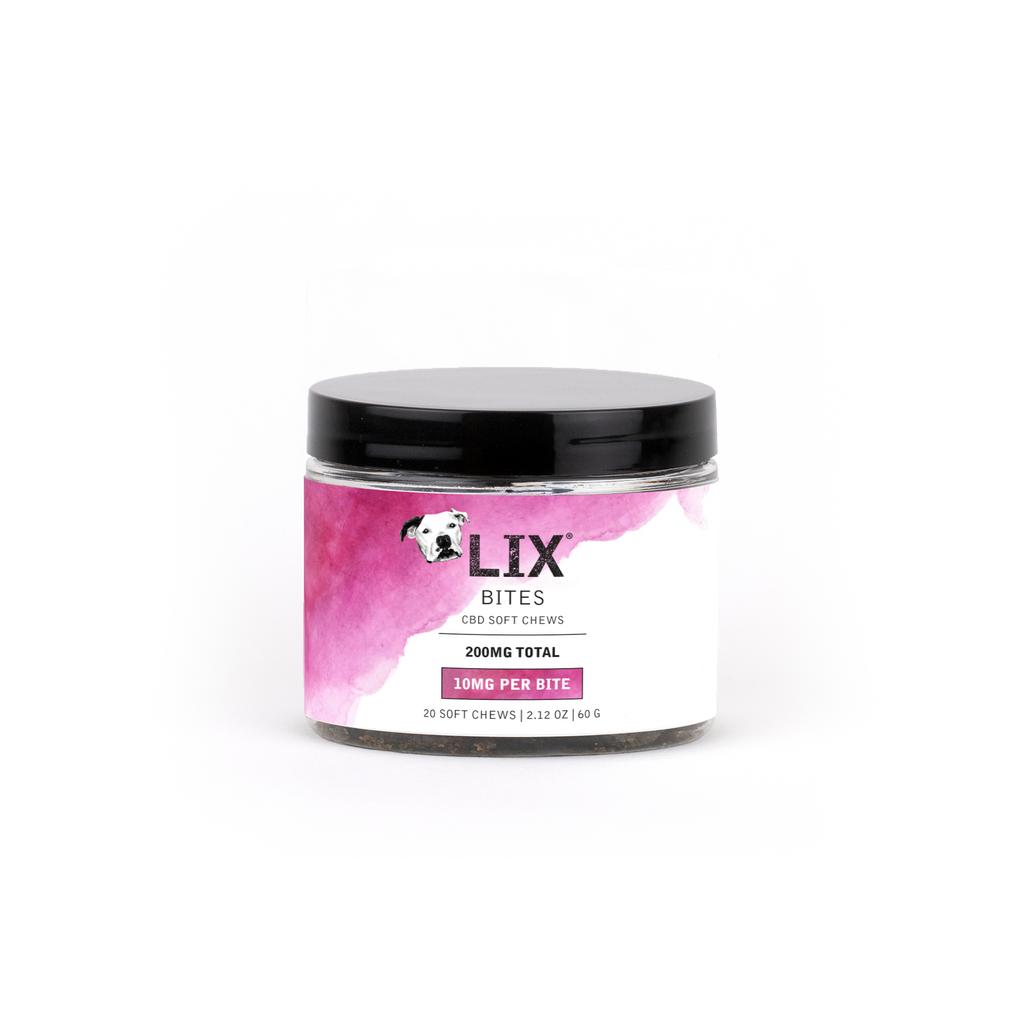 LIX®
BITES
CBD SOFT CHEWS
200MG TOTAL
10MG PER BITE
20 SOFT CHEWS | 2.12 OZ | 60 G